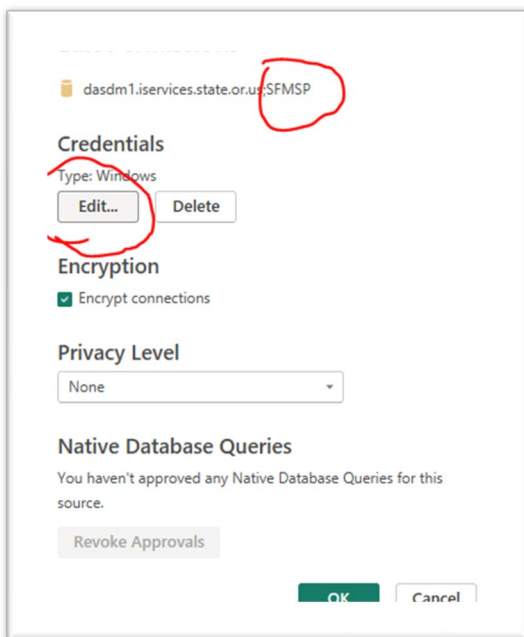 dasdm1.iservices.state.or.us;SFMSP
Credentials
Type: Windows
Edit...
Delete
Encryption
Encrypt connections
Privacy Level
None
Native Database Queries
You haven't approved any Native Database Queries for this
source.
Revoke Approvals
OK
Cancel